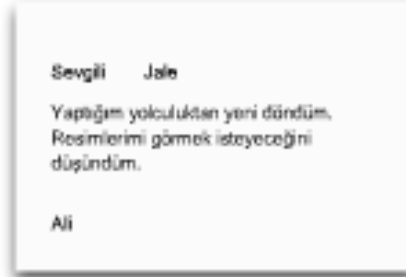 Sevgili Jale
Yaptığım yolculuktan yeni döndüm.
Resimlerimi görmek isteyeceğini
düşündüm.
Ali